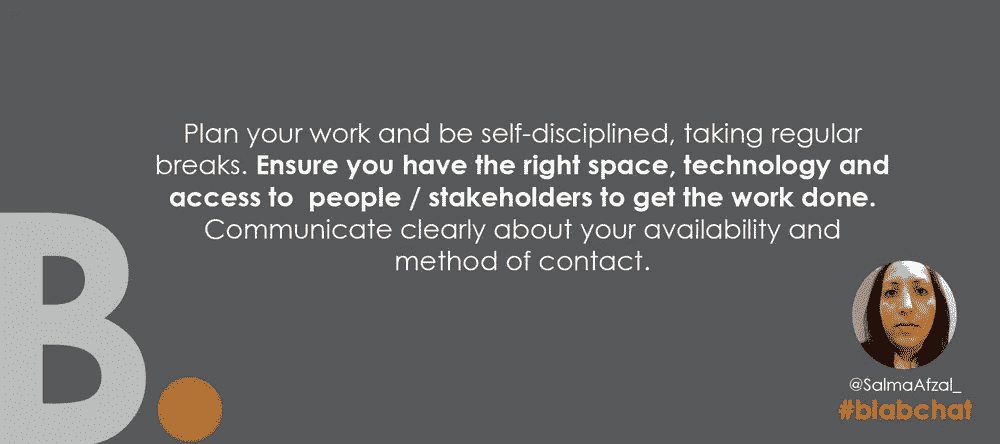 Plan your work and be self-disciplined, taking regular
breaks. Ensure you have the right space, technology and
access to  people / stakeholders to get the work done.
Communicate clearly about your availability and
method of contact.
B.
@SalmaAfzal_
#blabchat